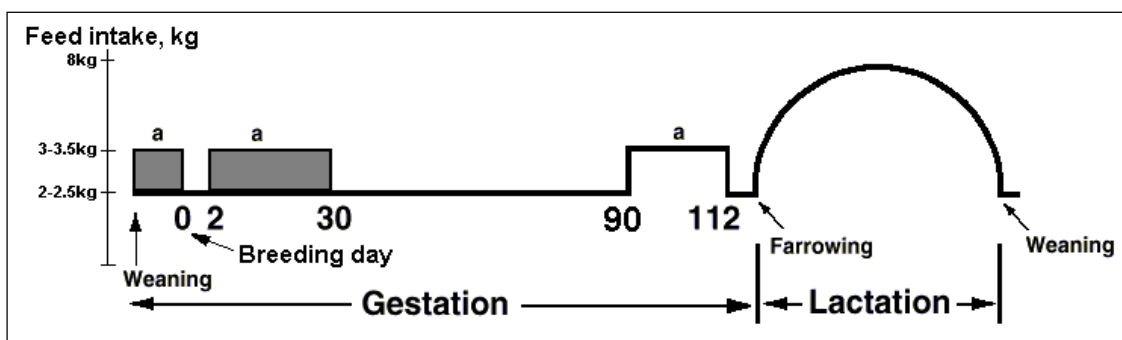 Feed intake, kg
8kg
a a a
3-3.5kg
2-2.5kg
0 2 30 90 112
Breeding day Farrowing Weaning
Weaning
Gestation Lactation